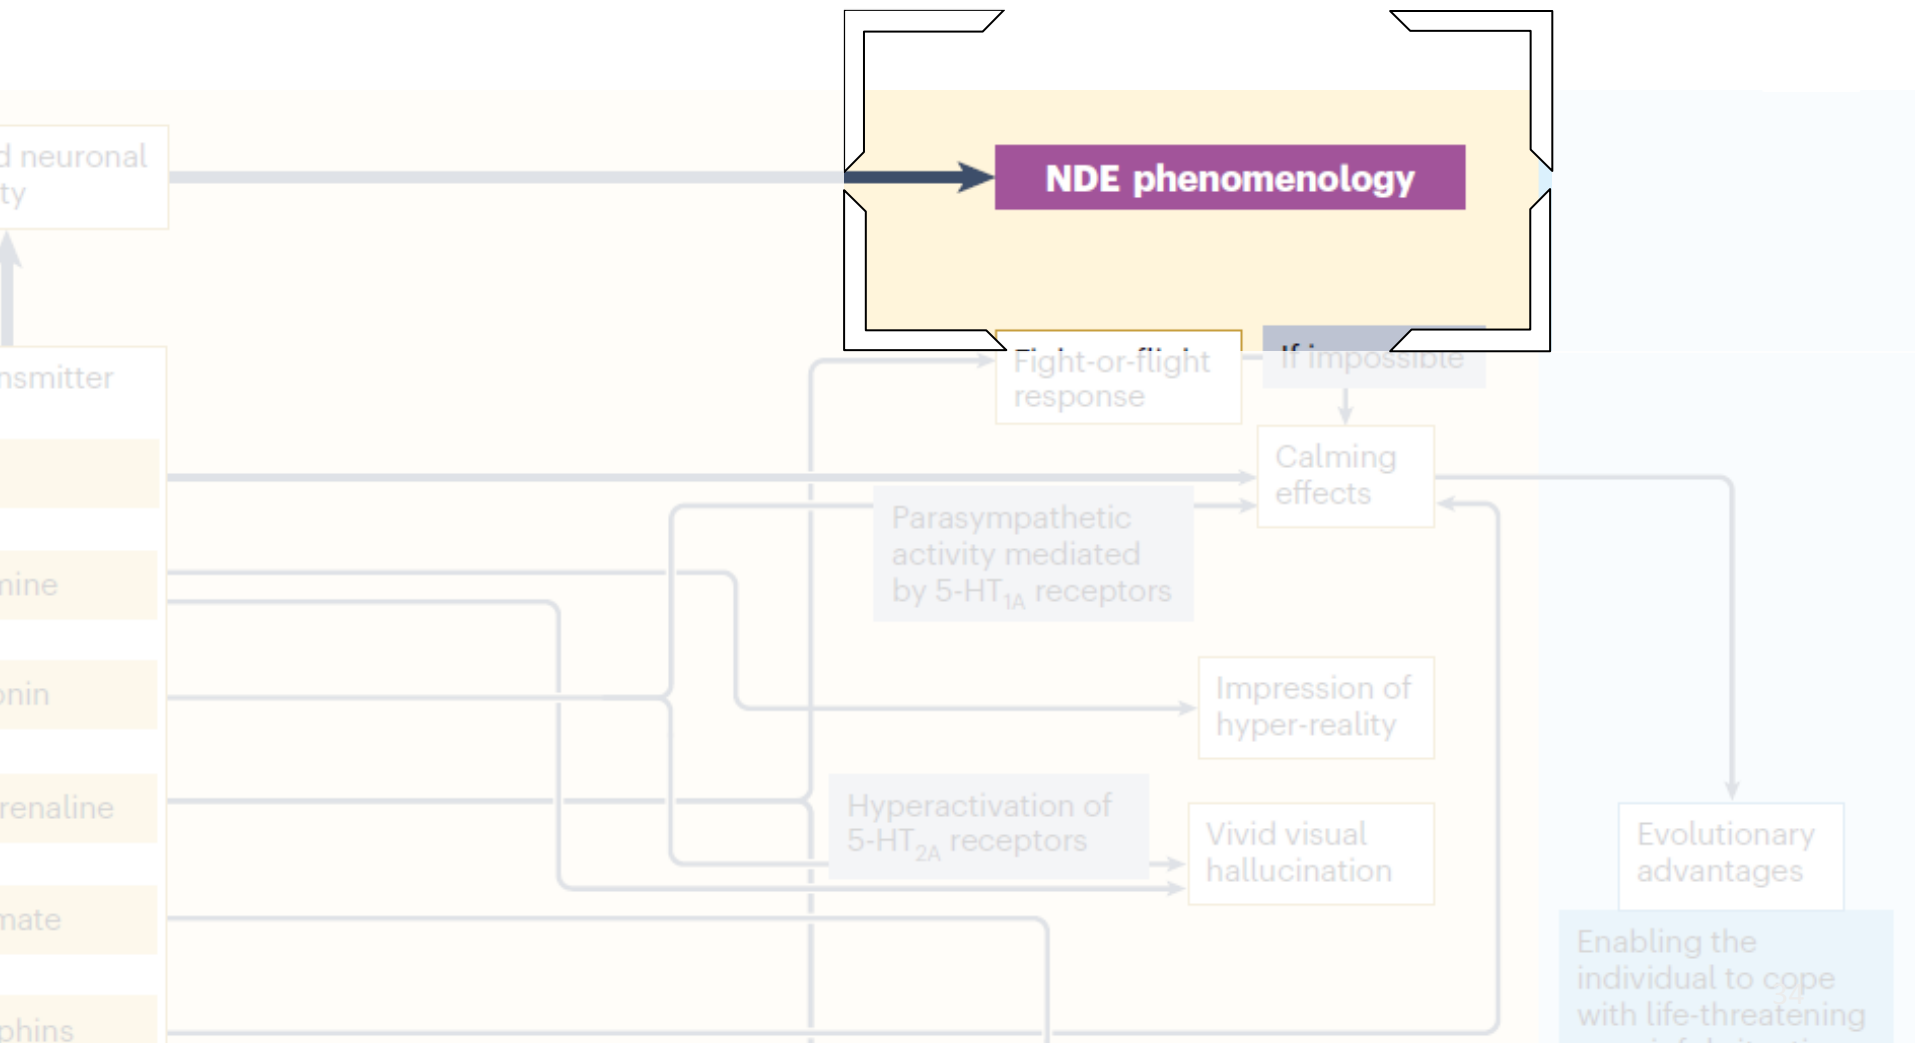 d neuronal
ty
NDE phenomenology
nsmitter
Fight-or-flight
response
If impossible
Calming
effects
Parasympathetic
activity mediated
by 5-HT1A receptors
mine
onin
Impression of
hyper-reality
renaline
Hyperactivation of
5-HT2A receptors
Vivid visual
hallucination
Evolutionary
advantages
mate
Enabling the
individual to cope
with life-threatening
34
phins